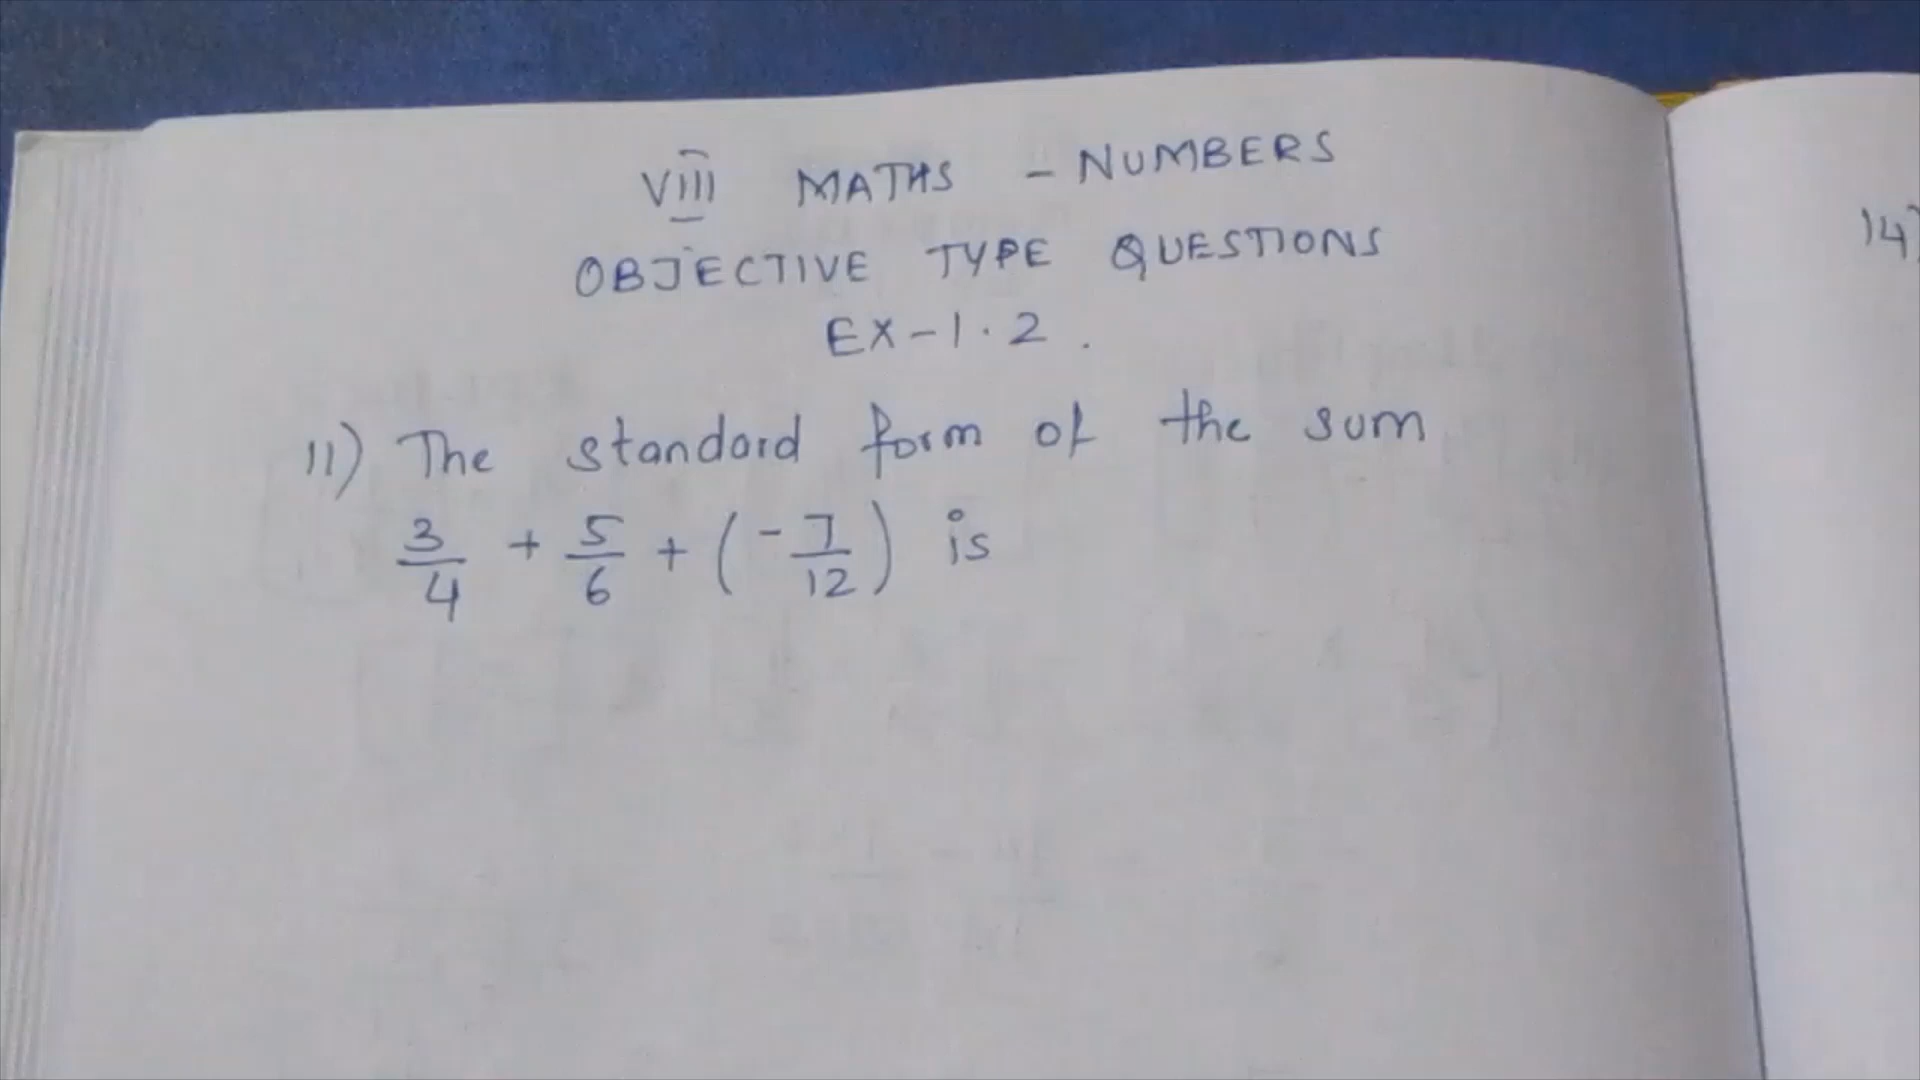 VIII MATHS - NUMBERS
OBJECTIVE TYPE QUESTIONS
EX-1.2.
11) The standard form of the sum
3/4 + 5/6 + (-7/12) is
14)